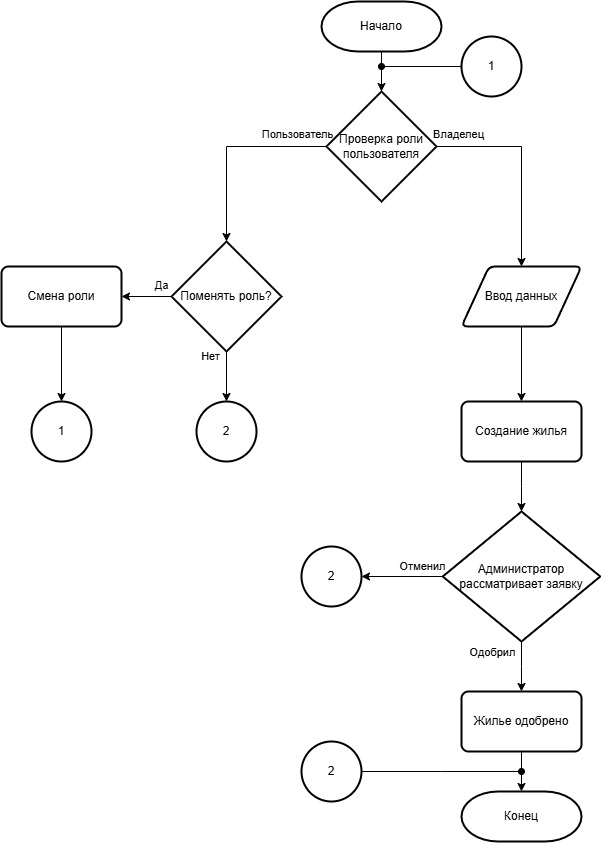 Начало
1
Пользователь
Проверка роли
пользователя
Владелец
Смена роли
Да
Поменять роль?
Ввод данных
Нет
1
2
Создание жилья
2
Отменил
Администратор
рассматривает заявку
Одобрил
Жилье одобрено
2
Конец